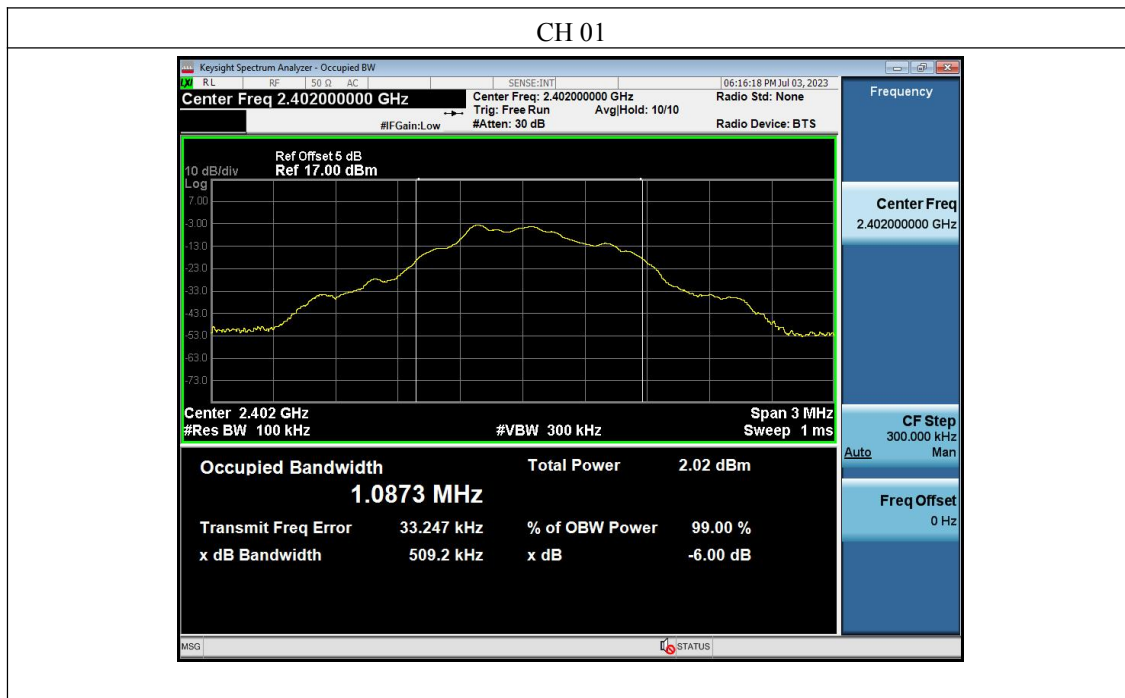 CH 01
Keysight Spectrum Analyzer - Occupied BW
LXI RL RF 50 Ω AC SENSE:INT 06:16:18 PM Jul 03, 2023
Center Freq 2.402000000 GHz
Center Freq: 2.402000000 GHz Radio Std: None
Trig: Free Run Avg|Hold: 10/10
#IFGain:Low #Atten: 30 dB Radio Device: BTS
Frequency
Ref Offset 5 dB
10 dB/div Ref 17.00 dBm
Log
7.00
-3.00
-13.0
-23.0
-33.0
-43.0
-53.0
-63.0
-73.0
Center 2.402 GHz Span 3 MHz
#Res BW 100 kHz #VBW 300 kHz Sweep 1 ms
Occupied Bandwidth Total Power 2.02 dBm
1.0873 MHz
Transmit Freq Error 33.247 kHz % of OBW Power 99.00 %
x dB Bandwidth 509.2 kHz x dB -6.00 dB
Center Freq
2.402000000 GHz
CF Step
300.000 kHz
Auto Man
Freq Offset
0 Hz
MSG STATUS